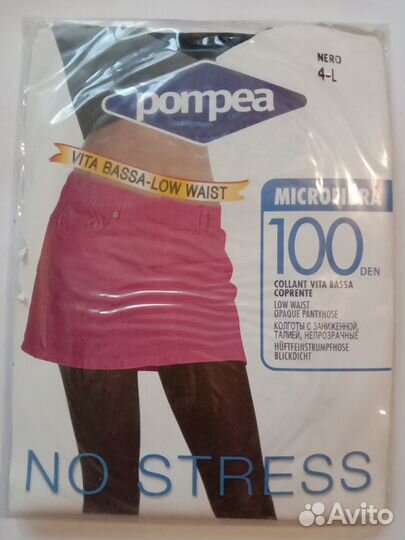 NERO
4-L
pompea
VITA BASSA-LOW WAIST
MICROFIBRA
100 DEN
COLLANT VITA BASSA
COPRENTE
LOW WAIST
OPAQUE PANTYHOSE
КОЛГОТЫ С ЗАНИЖЕННОЙ
ТАЛИЕЙ, НЕПРОЗРАЧНЫЕ
HÜFTFEINSTRUMPFHOSE
BLICKDICHT
NO STRESS
Avito